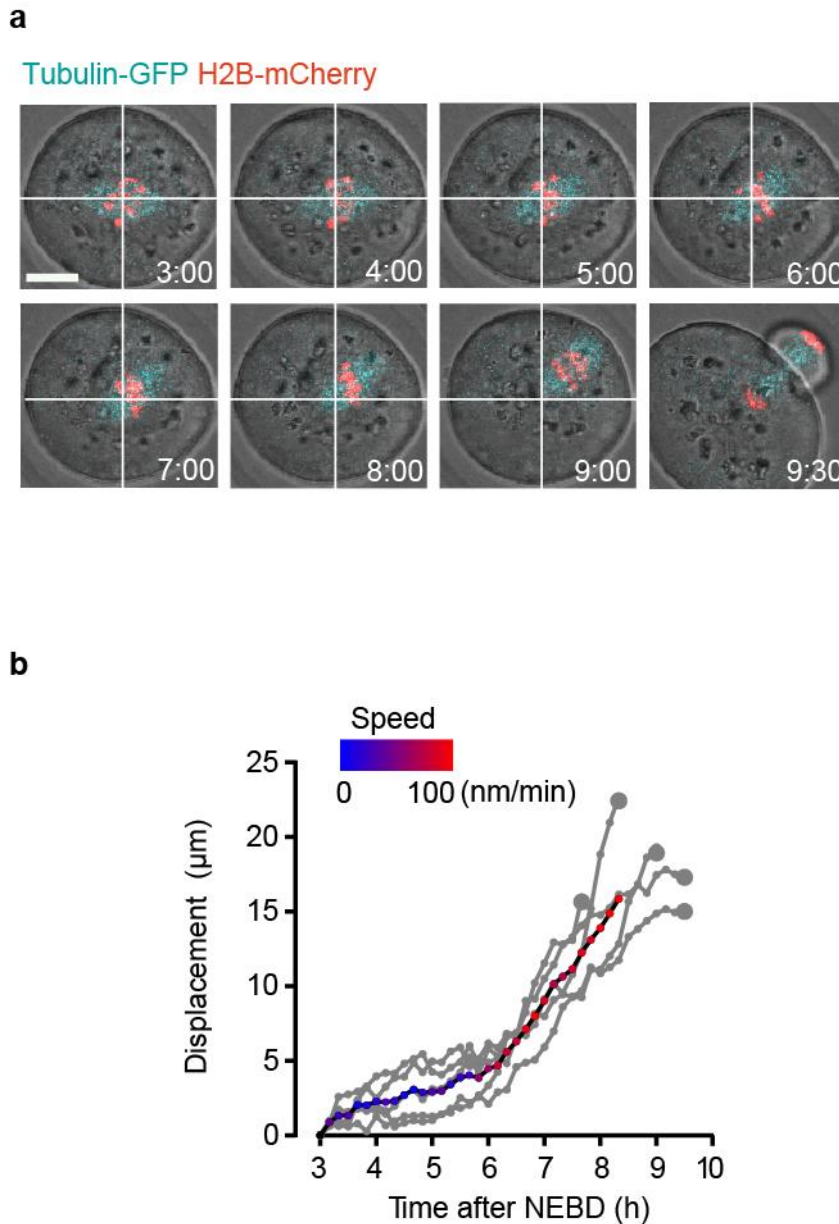 a
Tubulin-GFP H2B-mCherry
3:00
4:00
5:00
6:00
7:00
8:00
9:00
9:30
b
Speed
0 100 (nm/min)
25
20
15
10
5
0
Displacement (μm)
3 4 5 6 7 8 9 10
Time after NEBD (h)